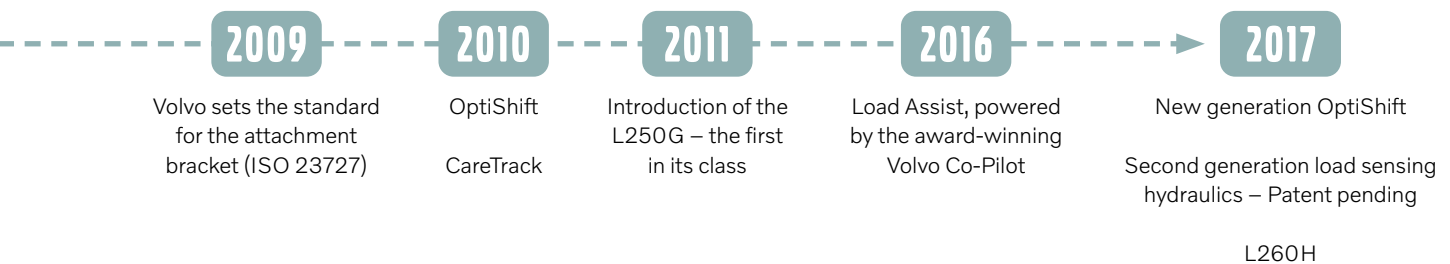 2009
Volvo sets the standard
for the attachment
bracket (ISO 23727)
2010
OptiShift
CareTrack
2011
Introduction of the
L250G – the first
in its class
2016
Load Assist, powered
by the award-winning
Volvo Co-Pilot
2017
New generation OptiShift
Second generation load sensing
hydraulics – Patent pending
L260H